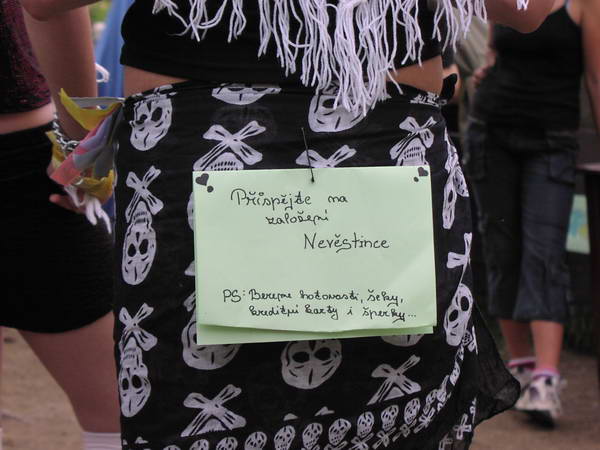 Přispějte na
založení
Nevěstince
PS: Bereme hotovosti, šeky,
kreditní karty i šperky...